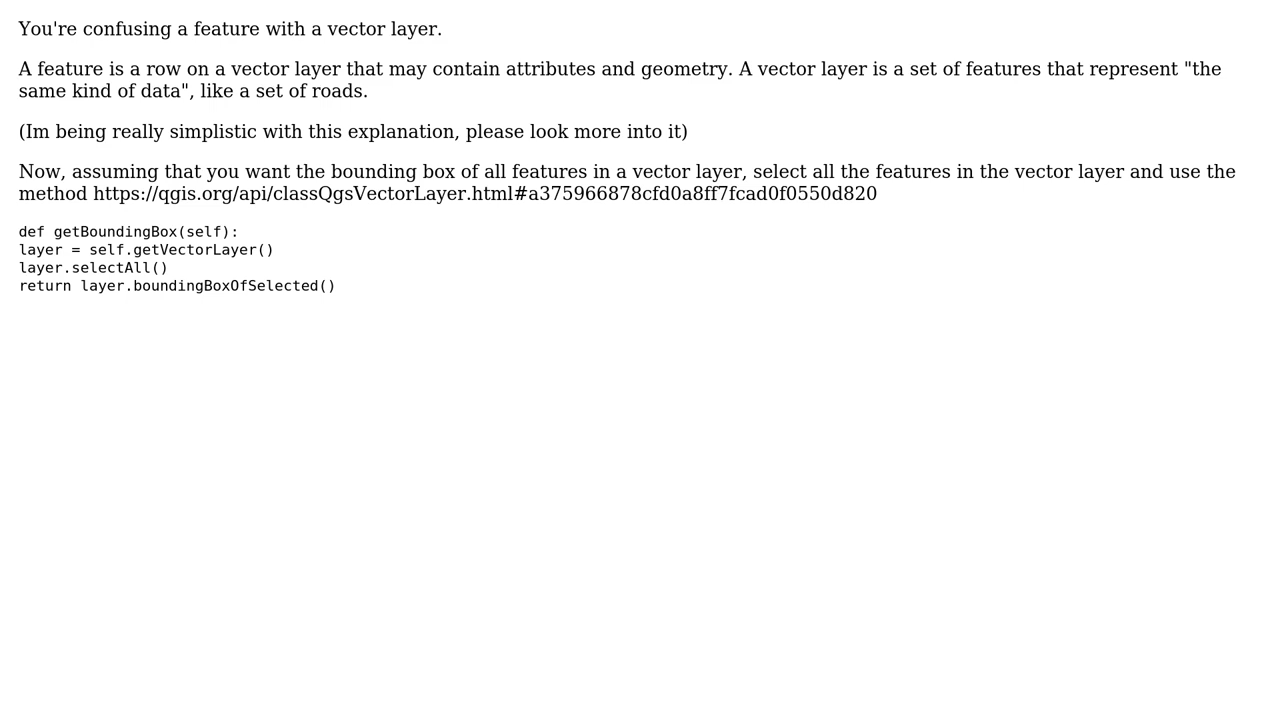 You're confusing a feature with a vector layer.
A feature is a row on a vector layer that may contain attributes and geometry. A vector layer is a set of features that represent "the
same kind of data", like a set of roads.
(Im being really simplistic with this explanation, please look more into it)
Now, assuming that you want the bounding box of all features in a vector layer, select all the features in the vector layer and use the
method https://qgis.org/api/classQgsVectorLayer.html#a375966878cfd0a8ff7fcad0f0550d820
def getBoundingBox(self):
layer = self.getVectorLayer()
layer.selectAll()
return layer.boundingBoxOfSelected()